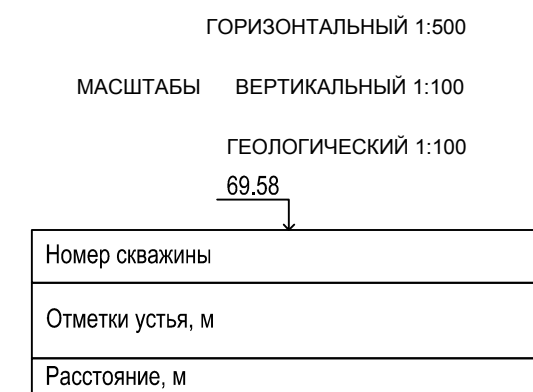 ГОРИЗОНТАЛЬНЫЙ 1:500
МАСШТАБЫ ВЕРТИКАЛЬНЫЙ 1:100
ГЕОЛОГИЧЕСКИЙ 1:100
69.58
Номер скважины
Отметки устья, м
Расстояние, м